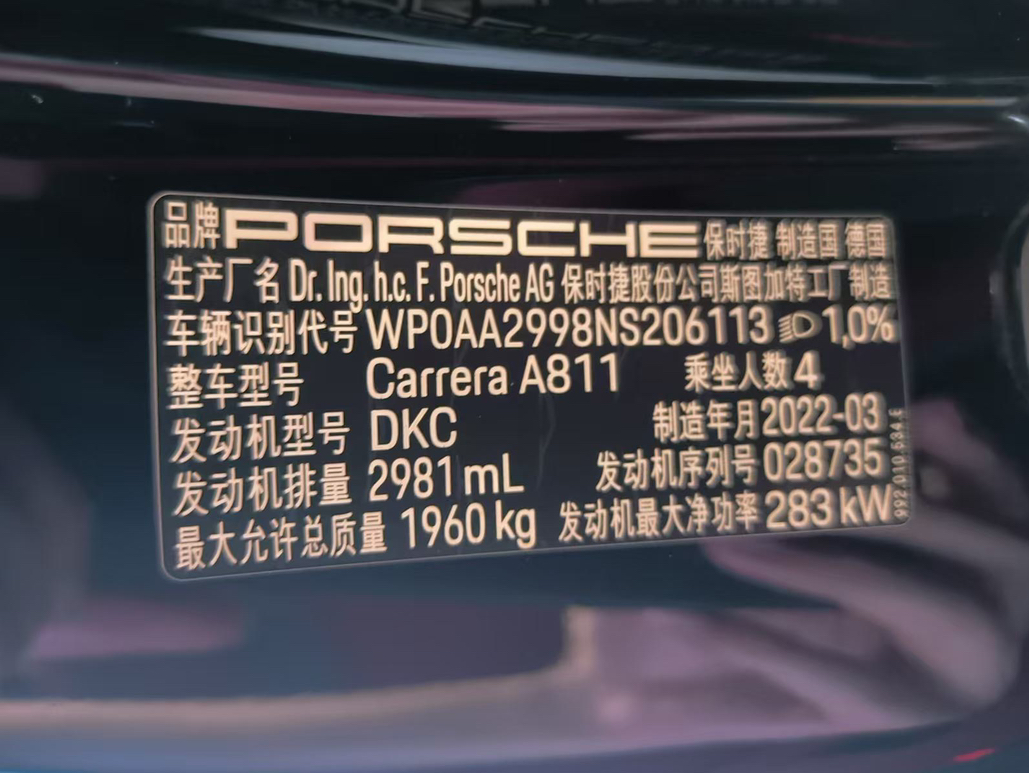 品牌 PORSCHE 保时捷 制造国 德国
生产厂名 Dr. Ing. h.c. F. Porsche AG 保时捷股份公司斯图加特工厂制造
车辆识别代号 WP0AA2998NS206113 1,0%
整车型号 Carrera A811 乘坐人数 4
发动机型号 DKC 制造年月 2022-03
发动机排量 2981 mL 发动机序列号 028735
最大允许总质量 1960 kg 发动机最大净功率 283 kW
992.010.534.E